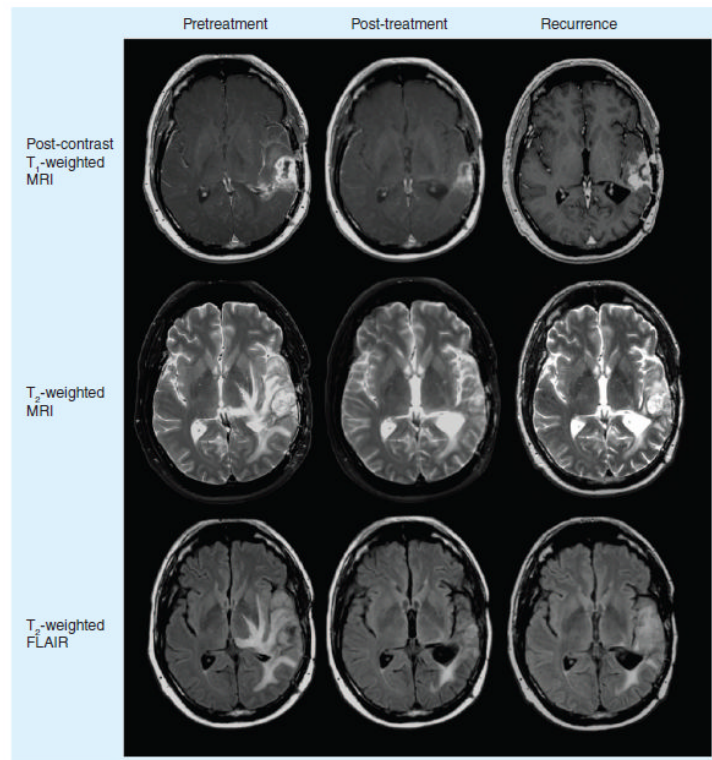 Pretreatment Post-treatment Recurrence
Post-contrast
T₁-weighted
MRI
T₂-weighted
MRI
T₂-weighted
FLAIR